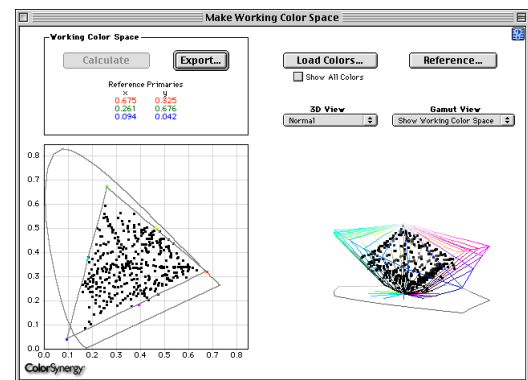 Make Working Color Space
Working Color Space
Calculate
Export...
Reference Primaries
x y
0.675 0.325
0.261 0.676
0.094 0.042
Load Colors...
Reference...
Show All Colors
3D View
Gamut View
Normal
Show Working Color Space
0.8
0.7
0.6
0.5
0.4
0.3
0.2
0.1
0.0
0.0 0.1 0.2 0.3 0.4 0.5 0.6 0.7 0.8
ColorSynergy